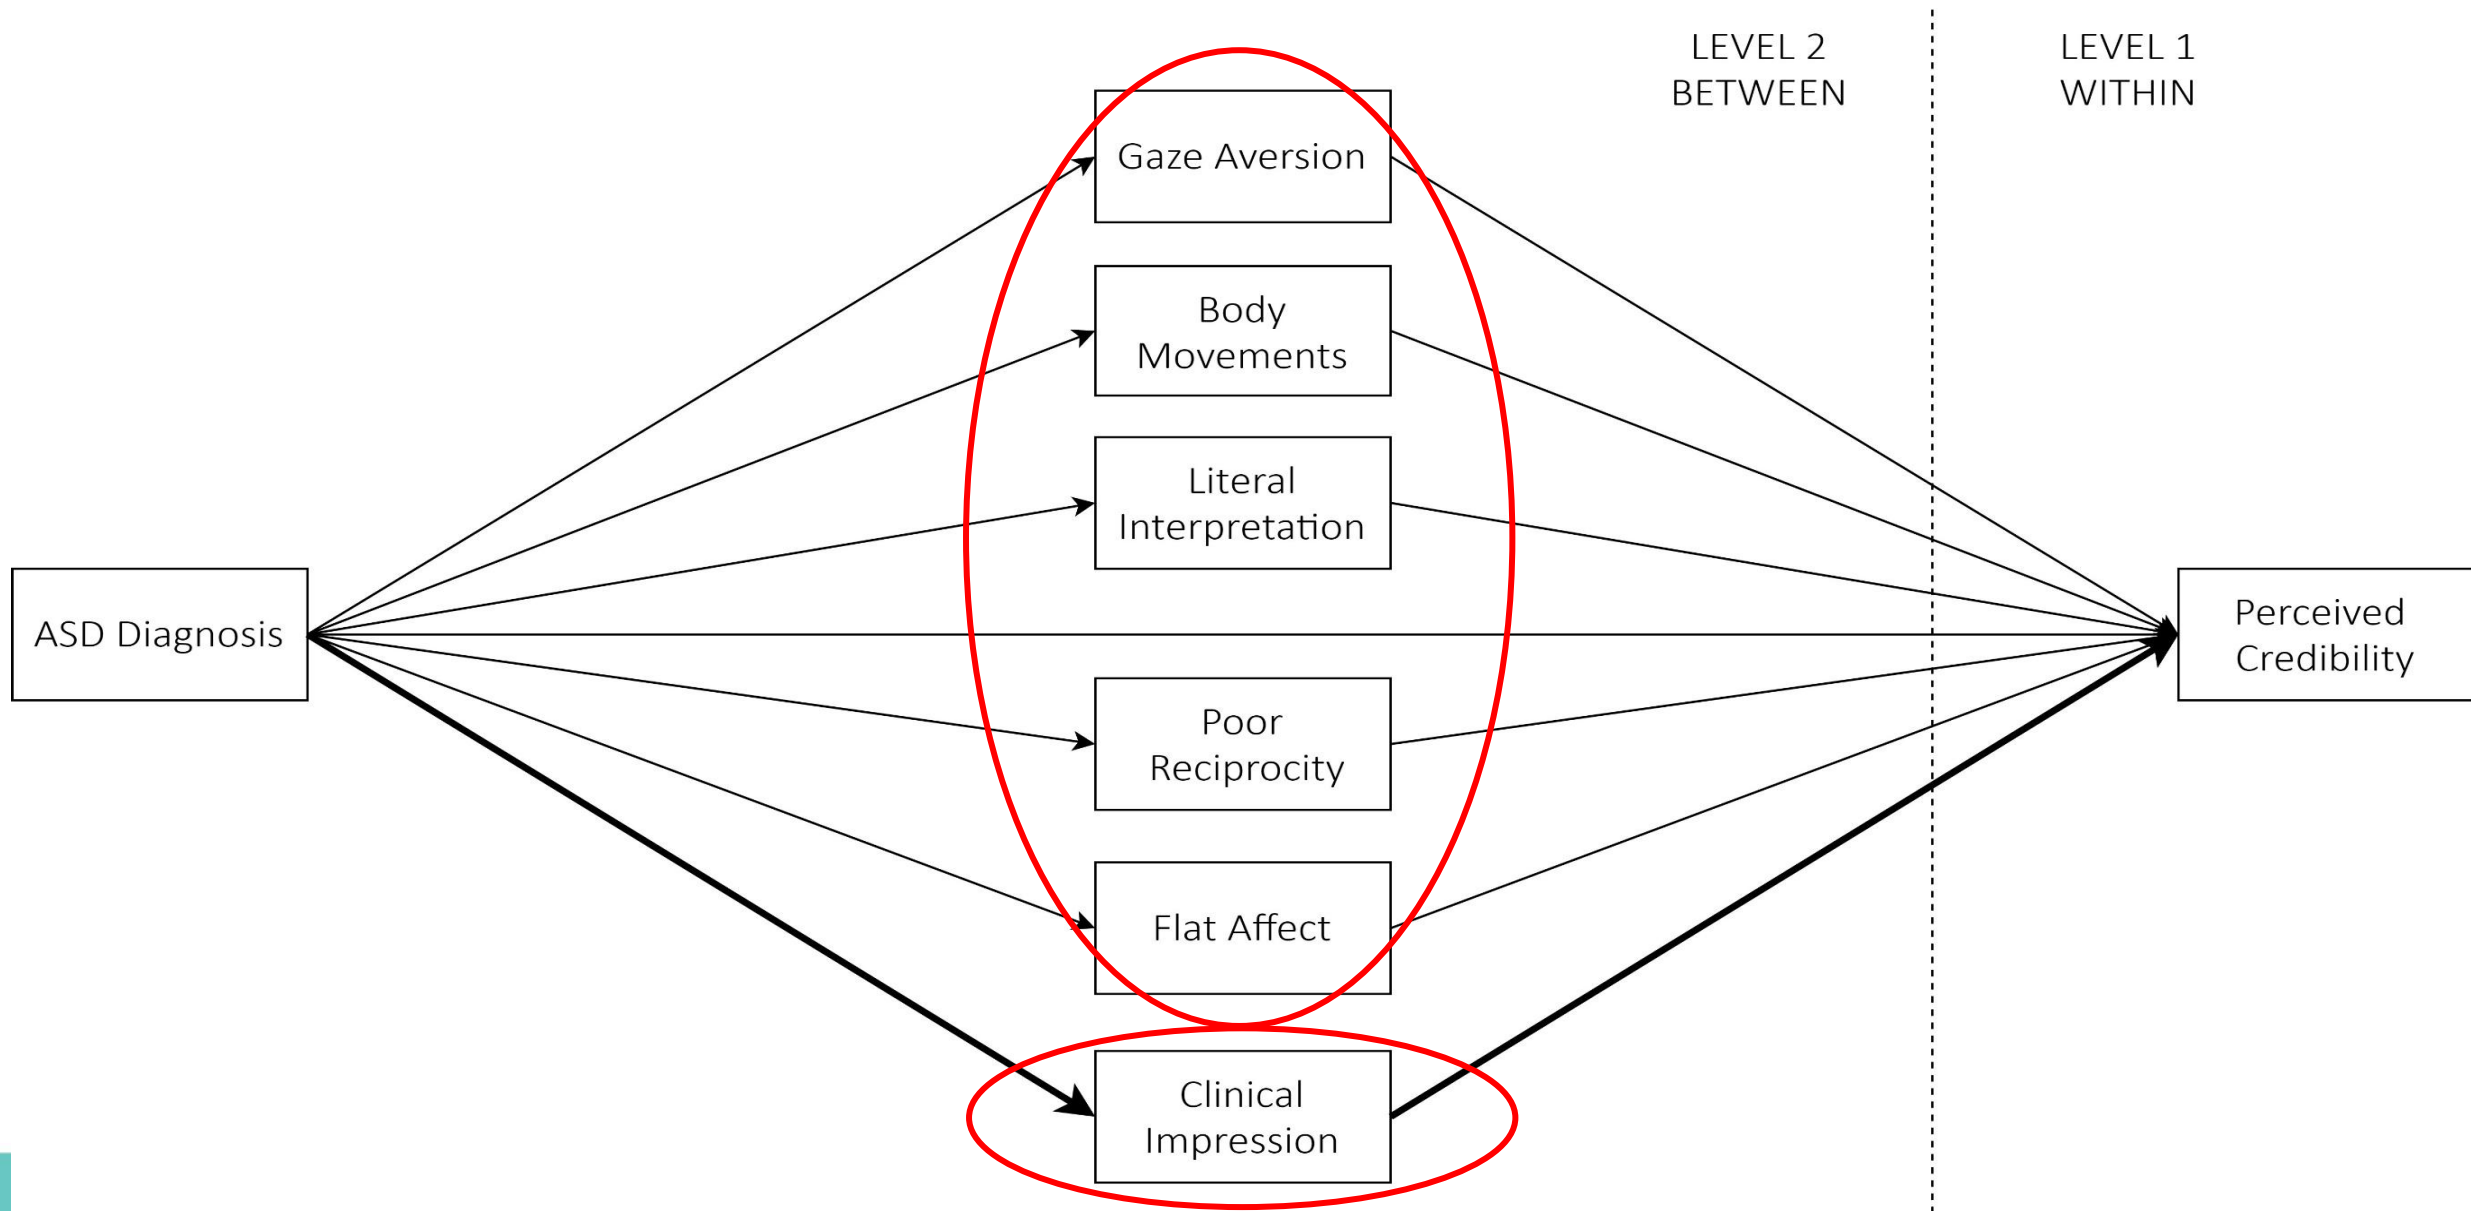 LEVEL 2
BETWEEN
LEVEL 1
WITHIN
Gaze Aversion
Body
Movements
Literal
Interpretation
ASD Diagnosis
Perceived
Credibility
Poor
Reciprocity
Flat Affect
Clinical
Impression